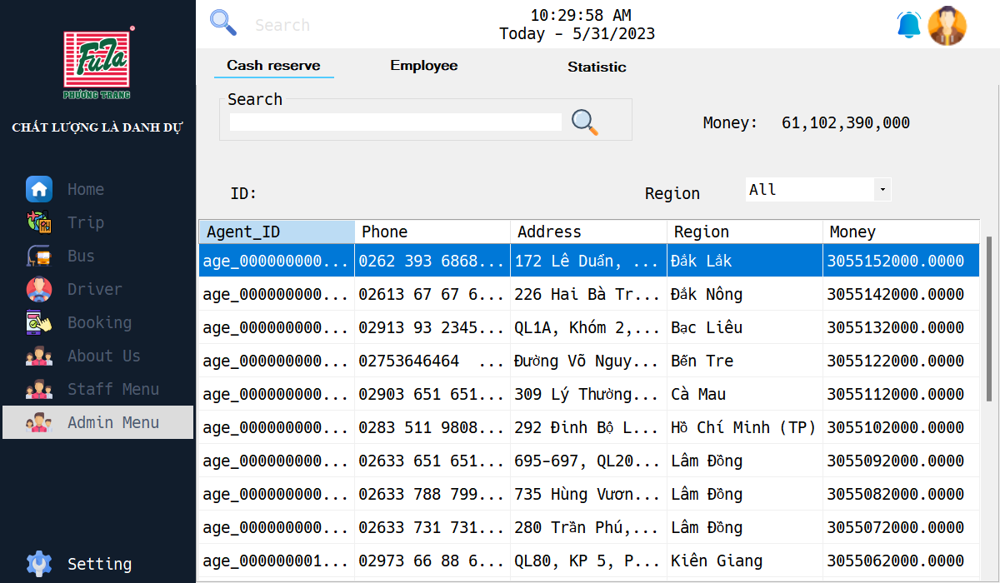 FuTa
PHƯƠNG TRANG
CHẤT LƯỢNG LÀ DANH DỰ
Home
Trip
Bus
Driver
Booking
About Us
Staff Menu
Admin Menu
Setting
Search
10:29:58 AM
Today - 5/31/2023
Cash reserve Employee Statistic
Search
Money: 61,102,390,000
ID:
Region All
Agent_ID Phone Address Region Money
age_000000000... 0262 393 6868... 172 Lê Duẩn, ... Đắk Lắk 3055152000.0000
age_000000000... 02613 67 67 6... 226 Hai Bà Tr... Đắk Nông 3055142000.0000
age_000000000... 02913 93 2345... QL1A, Khóm 2,... Bạc Liêu 3055132000.0000
age_000000000... 02753646464 ... Đường Võ Nguy... Bến Tre 3055122000.0000
age_000000000... 02903 651 651... 309 Lý Thường... Cà Mau 3055112000.0000
age_000000000... 0283 511 9808... 292 Đinh Bộ L... Hồ Chí Minh (TP) 3055102000.0000
age_000000000... 02633 651 651... 695-697, QL20... Lâm Đồng 3055092000.0000
age_000000000... 02633 788 799... 735 Hùng Vươn... Lâm Đồng 3055082000.0000
age_000000000... 02633 731 731... 280 Trần Phú,... Lâm Đồng 3055072000.0000
age_000000001... 02973 66 88 6... QL80, KP 5, P... Kiên Giang 3055062000.0000